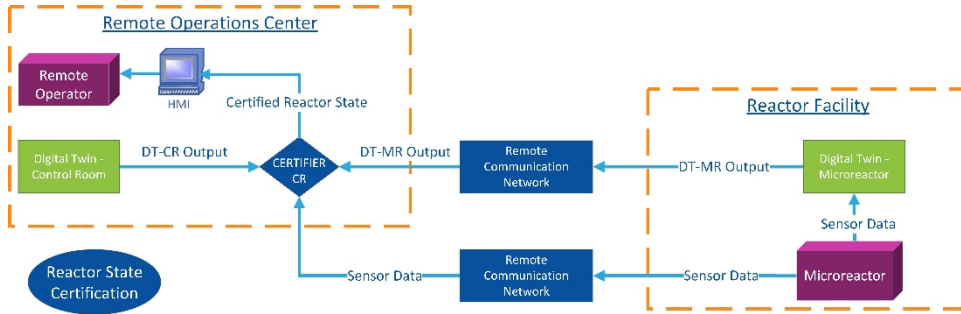 Remote Operations Center
Remote
Operator
HMI
Certified Reactor State
Digital Twin -
Control Room
DT-CR Output
CERTIFIER
CR
DT-MR Output
Remote
Communication
Network
Reactor Facility
DT-MR Output
Digital Twin -
Microreactor
Sensor Data
Reactor State
Certification
Sensor Data
Remote
Communication
Network
Sensor Data
Microreactor